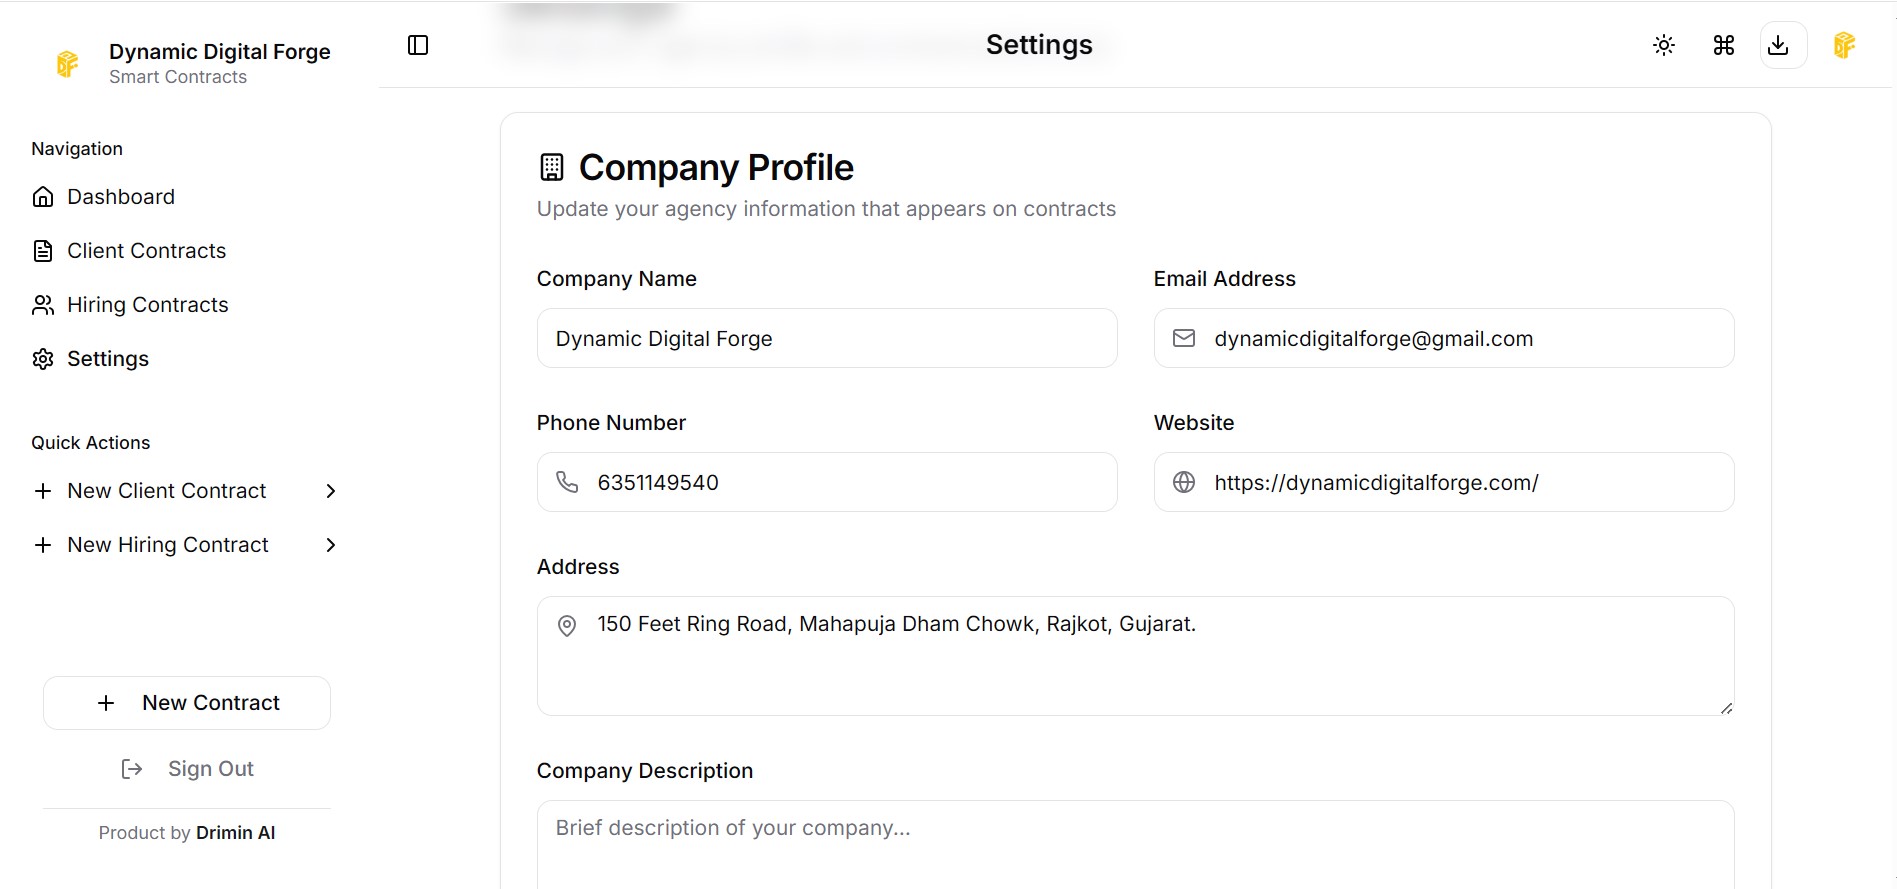 Dynamic Digital Forge
Smart Contracts
Settings
Navigation
Dashboard
Client Contracts
Hiring Contracts
Settings
Quick Actions
New Client Contract
New Hiring Contract
New Contract
Sign Out
Product by Drimin AI
Company Profile
Update your agency information that appears on contracts
Company Name
Dynamic Digital Forge
Email Address
dynamicdigitalforge@gmail.com
Phone Number
6351149540
Website
https://dynamicdigitalforge.com/
Address
150 Feet Ring Road, Mahapuja Dham Chowk, Rajkot, Gujarat.
Company Description
Brief description of your company...